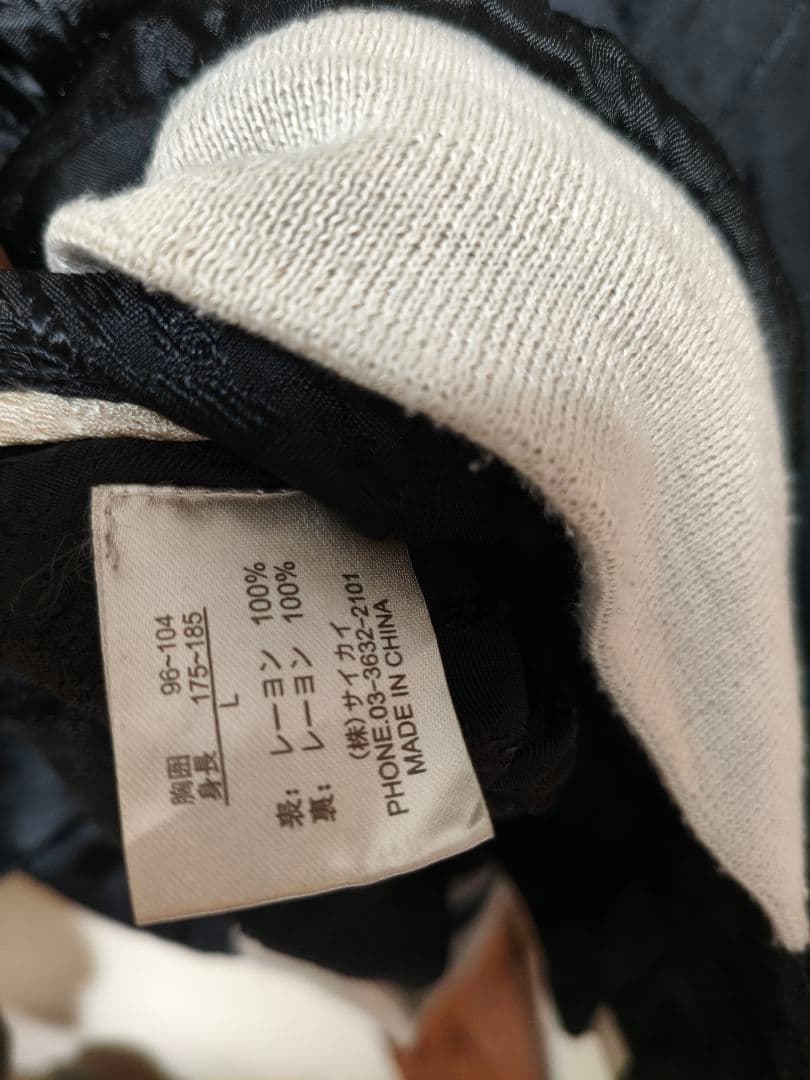 胸囲 96~104
身長 175~185
L
表: レーヨン 100%
裏: レーヨン 100%
(株)サイカイ
PHONE.03-3632-2101
MADE IN CHINA